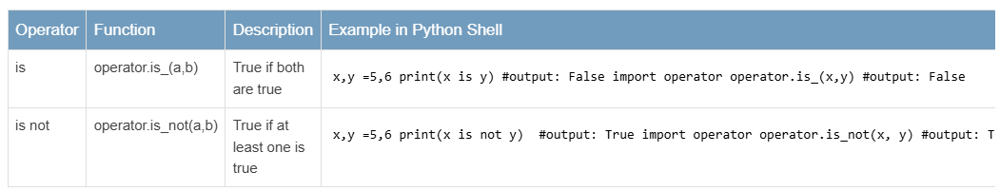 Operator Function Description Example in Python Shell
is operator.is_(a,b) True if both
are true
x,y =5,6 print(x is y) #output: False import operator operator.is_(x,y) #output: False
is not operator.is_not(a,b) True if at
least one is
true
x,y =5,6 print(x is not y)  #output: True import operator operator.is_not(x, y) #output: T